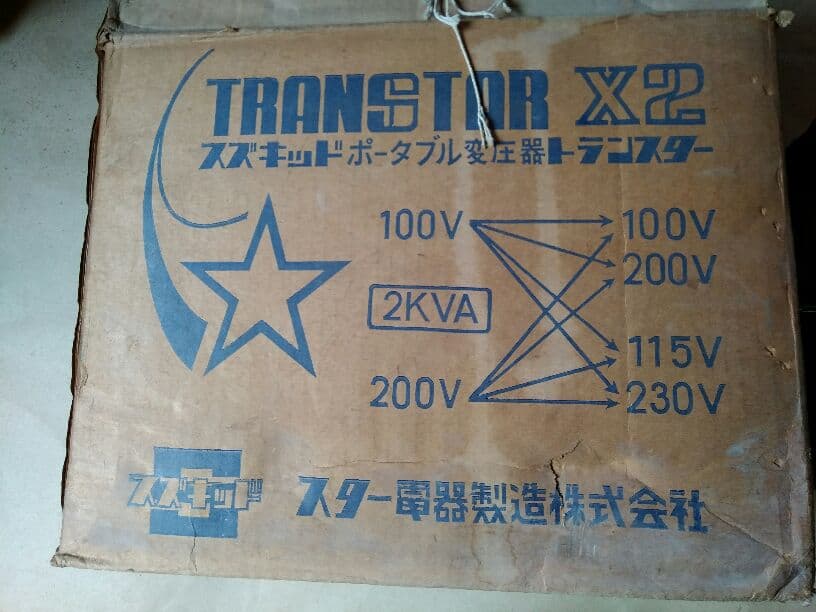 TRANSTAR X2
スズキッド ポータブル変圧器 トランスター
100V
100V
200V
2KVA
115V
200V
230V
スズキッド
スター電器製造株式会社